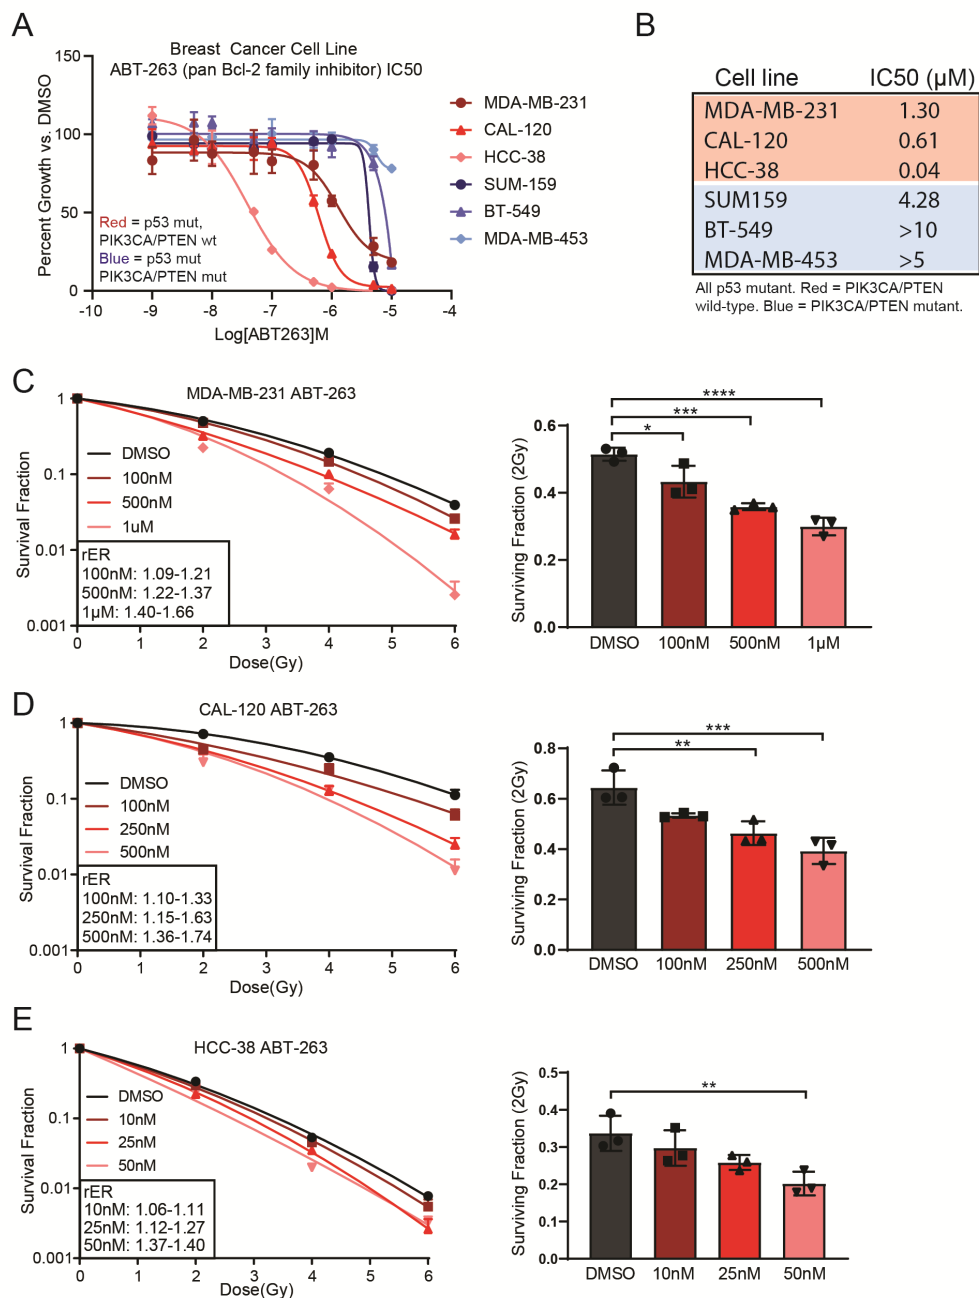 A
Breast Cancer Cell Line
ABT-263 (pan Bcl-2 family inhibitor) IC50
Percent Growth vs. DMSO
150
100
50
0
-10 -9 -8 -7 -6 -5 -4
Log[ABT263]M
Red = p53 mut,
PIK3CA/PTEN wt
Blue = p53 mut
PIK3CA/PTEN mut
MDA-MB-231
CAL-120
HCC-38
SUM-159
BT-549
MDA-MB-453
B
Cell line IC50 (µM)
MDA-MB-231 1.30
CAL-120 0.61
HCC-38 0.04
SUM159 4.28
BT-549 >10
MDA-MB-453 >5
All p53 mutant. Red = PIK3CA/PTEN
wild-type. Blue = PIK3CA/PTEN mutant.
C
MDA-MB-231 ABT-263
Survival Fraction
1
0.1
0.01
0.001
DMSO
100nM
500nM
1uM
rER
100nM: 1.09-1.21
500nM: 1.22-1.37
1µM: 1.40-1.66
0 1 2 3 4 5 6
Dose(Gy)
Surviving Fraction (2Gy)
0.6
0.4
0.2
0.0
****
***
*
DMSO 100nM 500nM 1µM
D
CAL-120 ABT-263
Survival Fraction
1
0.1
0.01
0.001
DMSO
100nM
250nM
500nM
rER
100nM: 1.10-1.33
250nM: 1.15-1.63
500nM: 1.36-1.74
0 1 2 3 4 5 6
Dose(Gy)
Surviving Fraction (2Gy)
0.8
0.6
0.4
0.2
0.0
***
**
DMSO 100nM 250nM 500nM
E
HCC-38 ABT-263
Survival Fraction
1
0.1
0.01
0.001
DMSO
10nM
25nM
50nM
rER
10nM: 1.06-1.11
25nM: 1.12-1.27
50nM: 1.37-1.40
0 1 2 3 4 5 6
Dose(Gy)
Surviving Fraction (2Gy)
0.5
0.4
0.3
0.2
0.1
0.0
**
DMSO 10nM 25nM 50nM